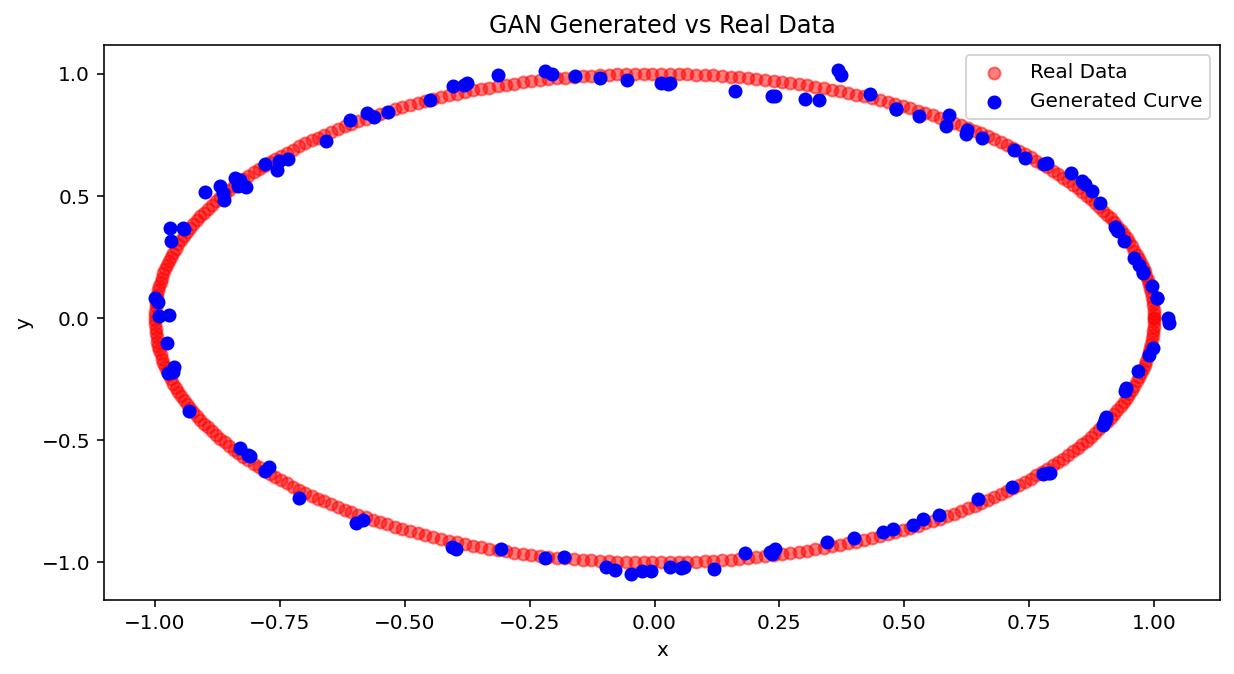 GAN Generated vs Real Data
1.0
0.5
0.0
−0.5
−1.0
y
Real Data
Generated Curve
−1.00 −0.75 −0.50 −0.25 0.00 0.25 0.50 0.75 1.00
x